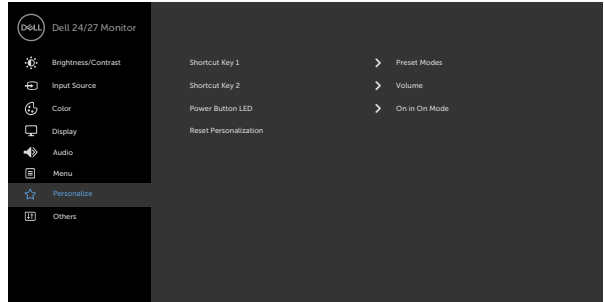 DELL Dell 24/27 Monitor
Brightness/Contrast
Shortcut Key 1 Preset Modes
Input Source
Shortcut Key 2 Volume
Color
Power Button LED On in On Mode
Display
Reset Personalization
Audio
Menu
Personalize
Others